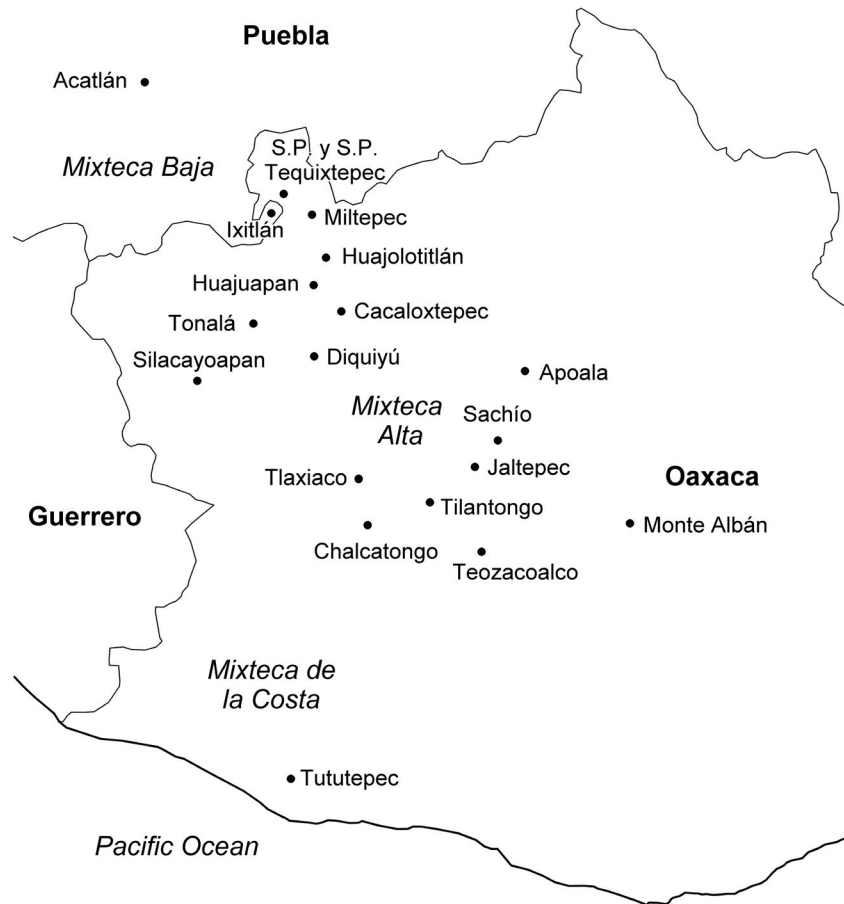 Puebla
Acatlán
Mixteca Baja
S.P. y S.P.
Tequixtepec
Ixitlán
Miltepec
Huajolotitlán
Huajuapan
Cacaloxtepec
Tonalá
Silacayoapan
Diquiyú
Apoala
Mixteca
Alta
Sachío
Jaltepec
Tlaxiaco
Oaxaca
Tilantongo
Guerrero
Monte Albán
Chalcatongo
Teozacoalco
Mixteca de
la Costa
Tututepec
Pacific Ocean